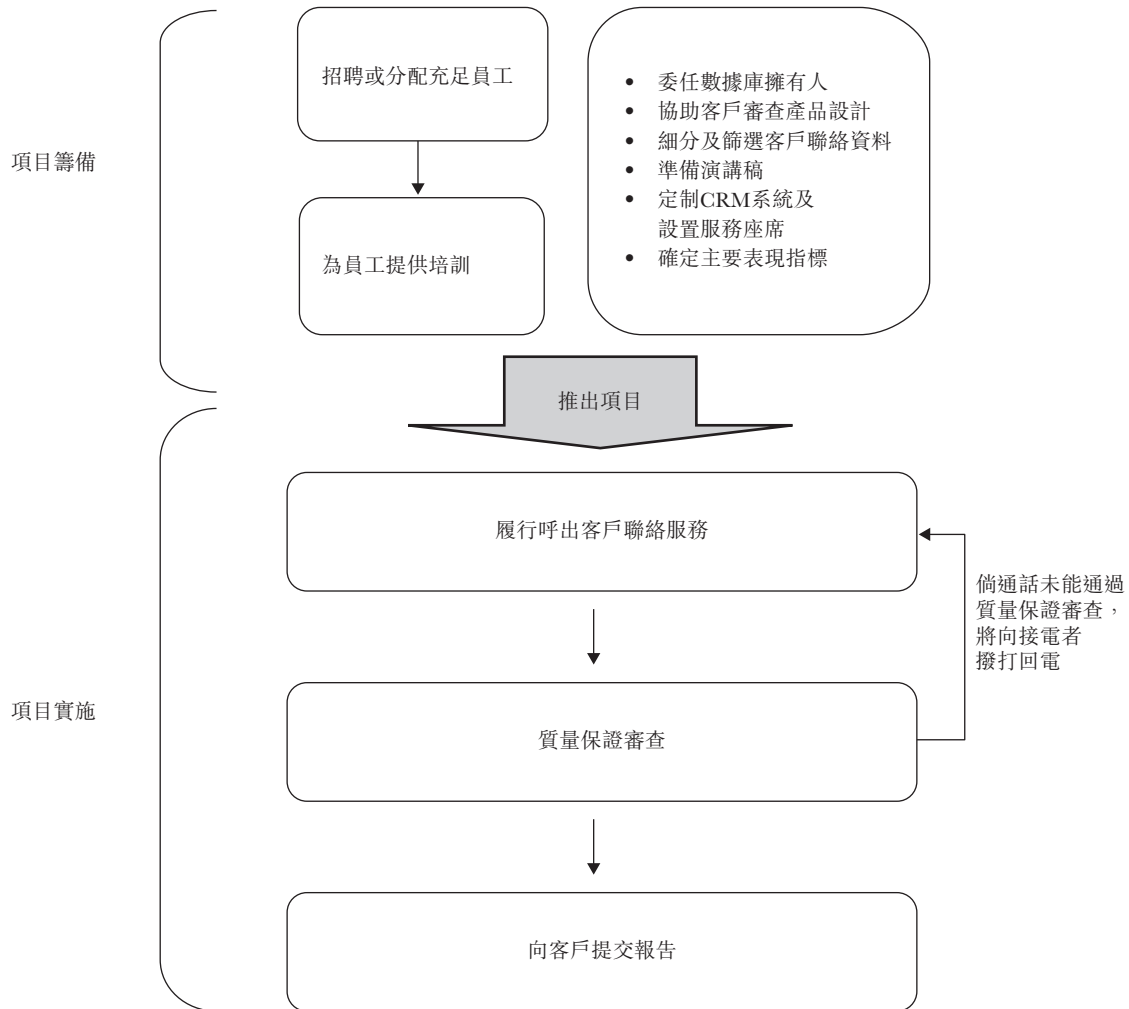 項目籌備
招聘或分配充足員工
為員工提供培訓
• 委任數據庫擁有人
• 協助客戶審查產品設計
• 細分及篩選客戶聯絡資料
• 準備演講稿
• 定制CRM系統及
設置服務座席
• 確定主要表現指標
推出項目
項目實施
履行呼出客戶聯絡服務
倘通話未能通過
質量保證審查，
將向接電者
撥打回電
質量保證審查
向客戶提交報告